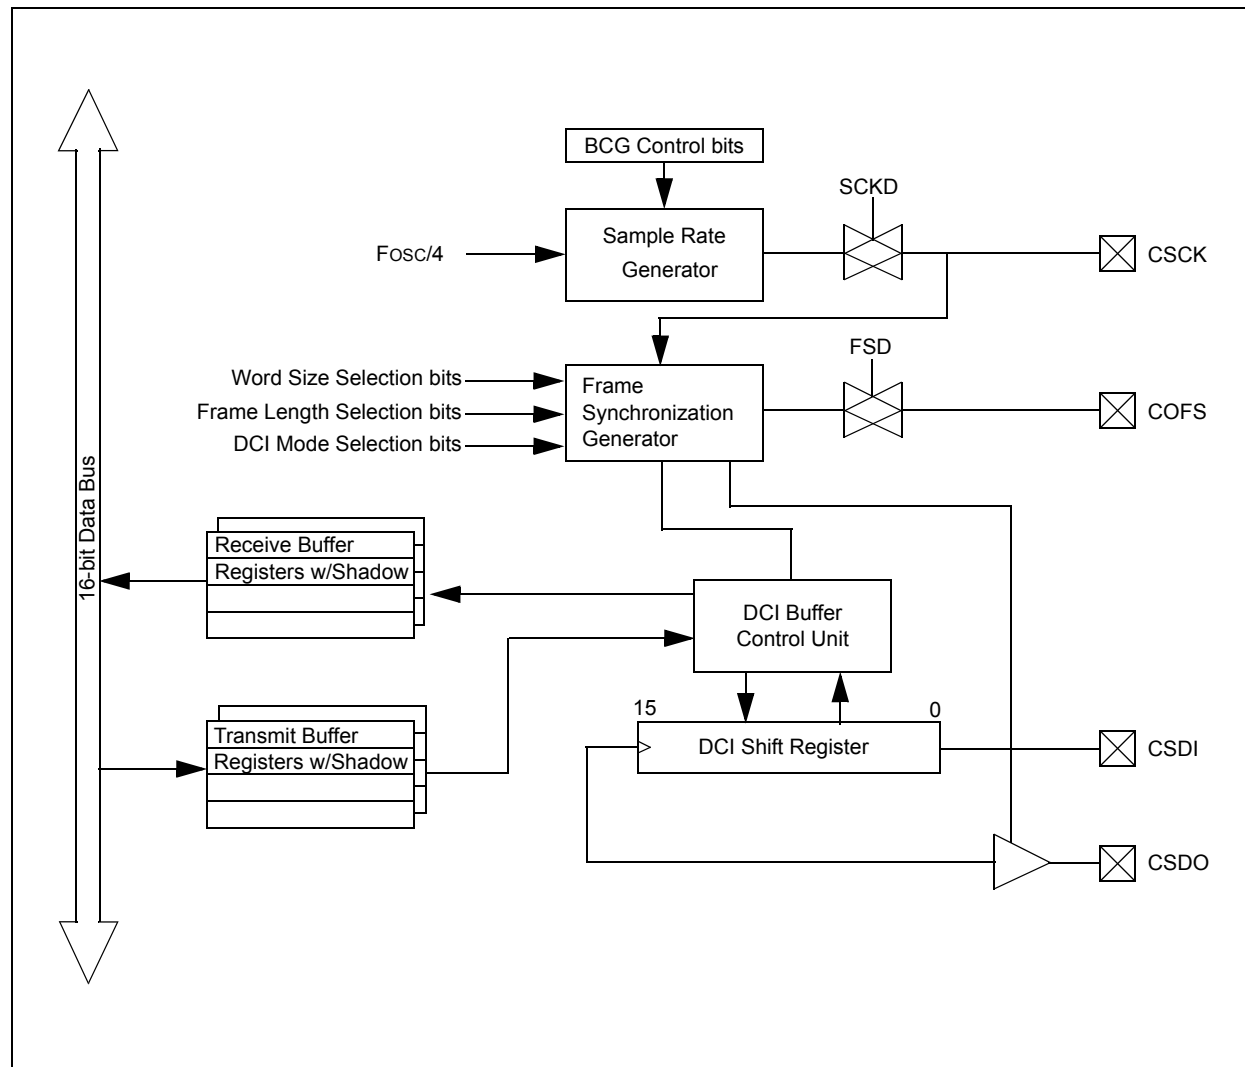 BCG Control bits
SCKD
Sample Rate
Generator
FOSC/4
CSCK
FSD
Word Size Selection bits
Frame Length Selection bits
DCI Mode Selection bits
Frame
Synchronization
Generator
COFS
16-bit Data Bus
Receive Buffer
Registers w/Shadow
DCI Buffer
Control Unit
15
0
Transmit Buffer
Registers w/Shadow
DCI Shift Register
CSDI
CSDO